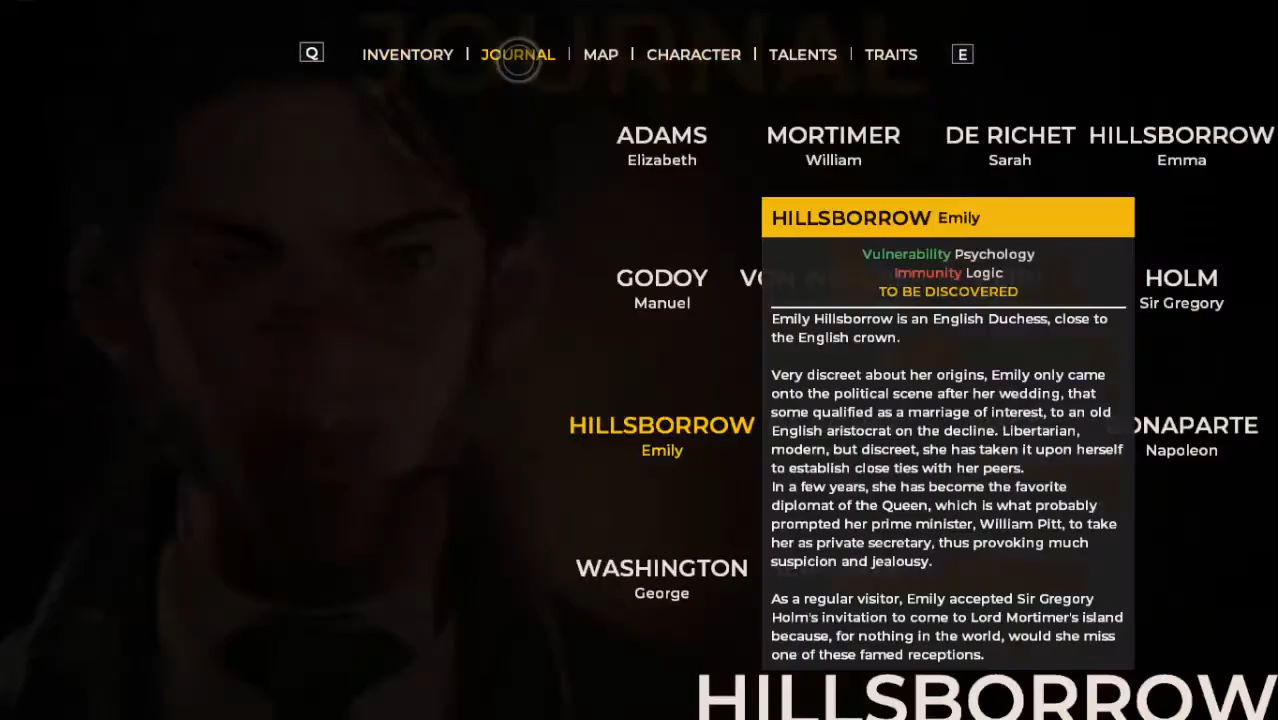 JOURNAL
Q INVENTORY | JOURNAL | MAP | CHARACTER | TALENTS | TRAITS E
ADAMS MORTIMER DE RICHET HILLSBORROW
Elizabeth William Sarah Emma
HILLSBORROW Emily
Vulnerability Psychology
Immunity Logic
TO BE DISCOVERED
GODOY HOLM
Manuel Sir Gregory
Emily Hillsborrow is an English Duchess, close to
the English crown.
Very discreet about her origins, Emily only came
onto the political scene after her wedding, that
some qualified as a marriage of interest, to an old
English aristocrat on the decline. Libertarian,
modern, but discreet, she has taken it upon herself
to establish close ties with her peers.
In a few years, she has become the favorite
diplomat of the Queen, which is what probably
prompted her prime minister, William Pitt, to take
her as private secretary, thus provoking much
suspicion and jealousy.
As a regular visitor, Emily accepted Sir Gregory
Holm's invitation to come to Lord Mortimer's island
because, for nothing in the world, would she miss
one of these famed receptions.
HILLSBORROW ONAPARTE
Emily Napoleon
WASHINGTON
George
HILLSBORROW